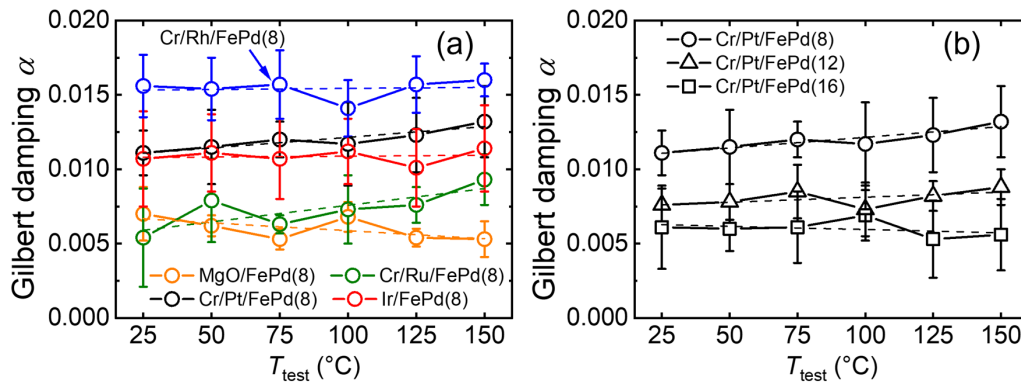 Cr/Rh/FePd(8)
(a)
Gilbert damping α
0.020
0.015
0.010
0.005
0.000
MgO/FePd(8)
Cr/Ru/FePd(8)
Cr/Pt/FePd(8)
Ir/FePd(8)
25 50 75 100 125 150
T_test (°C)
(b)
Gilbert damping α
0.020
0.015
0.010
0.005
0.000
Cr/Pt/FePd(8)
Cr/Pt/FePd(12)
Cr/Pt/FePd(16)
25 50 75 100 125 150
T_test (°C)